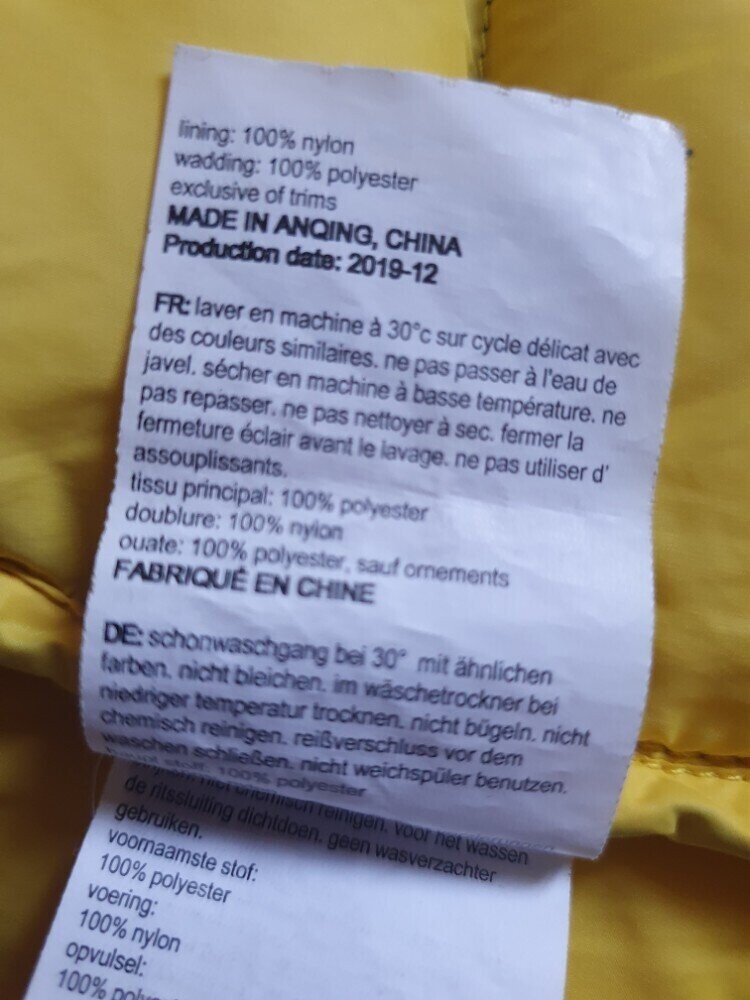 lining: 100% nylon
wadding: 100% polyester
exclusive of trims
MADE IN ANQING, CHINA
Production date: 2019-12
FR: laver en machine à 30°c sur cycle délicat avec
des couleurs similaires. ne pas passer à l'eau de
javel. sécher en machine à basse température. ne
pas repasser. ne pas nettoyer à sec. fermer la
fermeture éclair avant le lavage. ne pas utiliser d'
assouplissants.
tissu principal: 100% polyester
doublure: 100% nylon
ouate: 100% polyester, sauf ornements
FABRIQUÉ EN CHINE
DE: schonwaschgang bei 30° mit ähnlichen
farben. nicht bleichen. im wäschetrockner bei
niedriger temperatur trocknen. nicht bügeln. nicht
chemisch reinigen. reißverschluss vor dem
waschen schließen. nicht weichspüler benutzen.
stoff: 100% polyester
niet chemisch reinigen. voor het wassen
de ritssluiting dichtdoen. geen wasverzachter
gebruiken.
voornaamste stof:
100% polyester
voering:
100% nylon
opvulsel:
100%